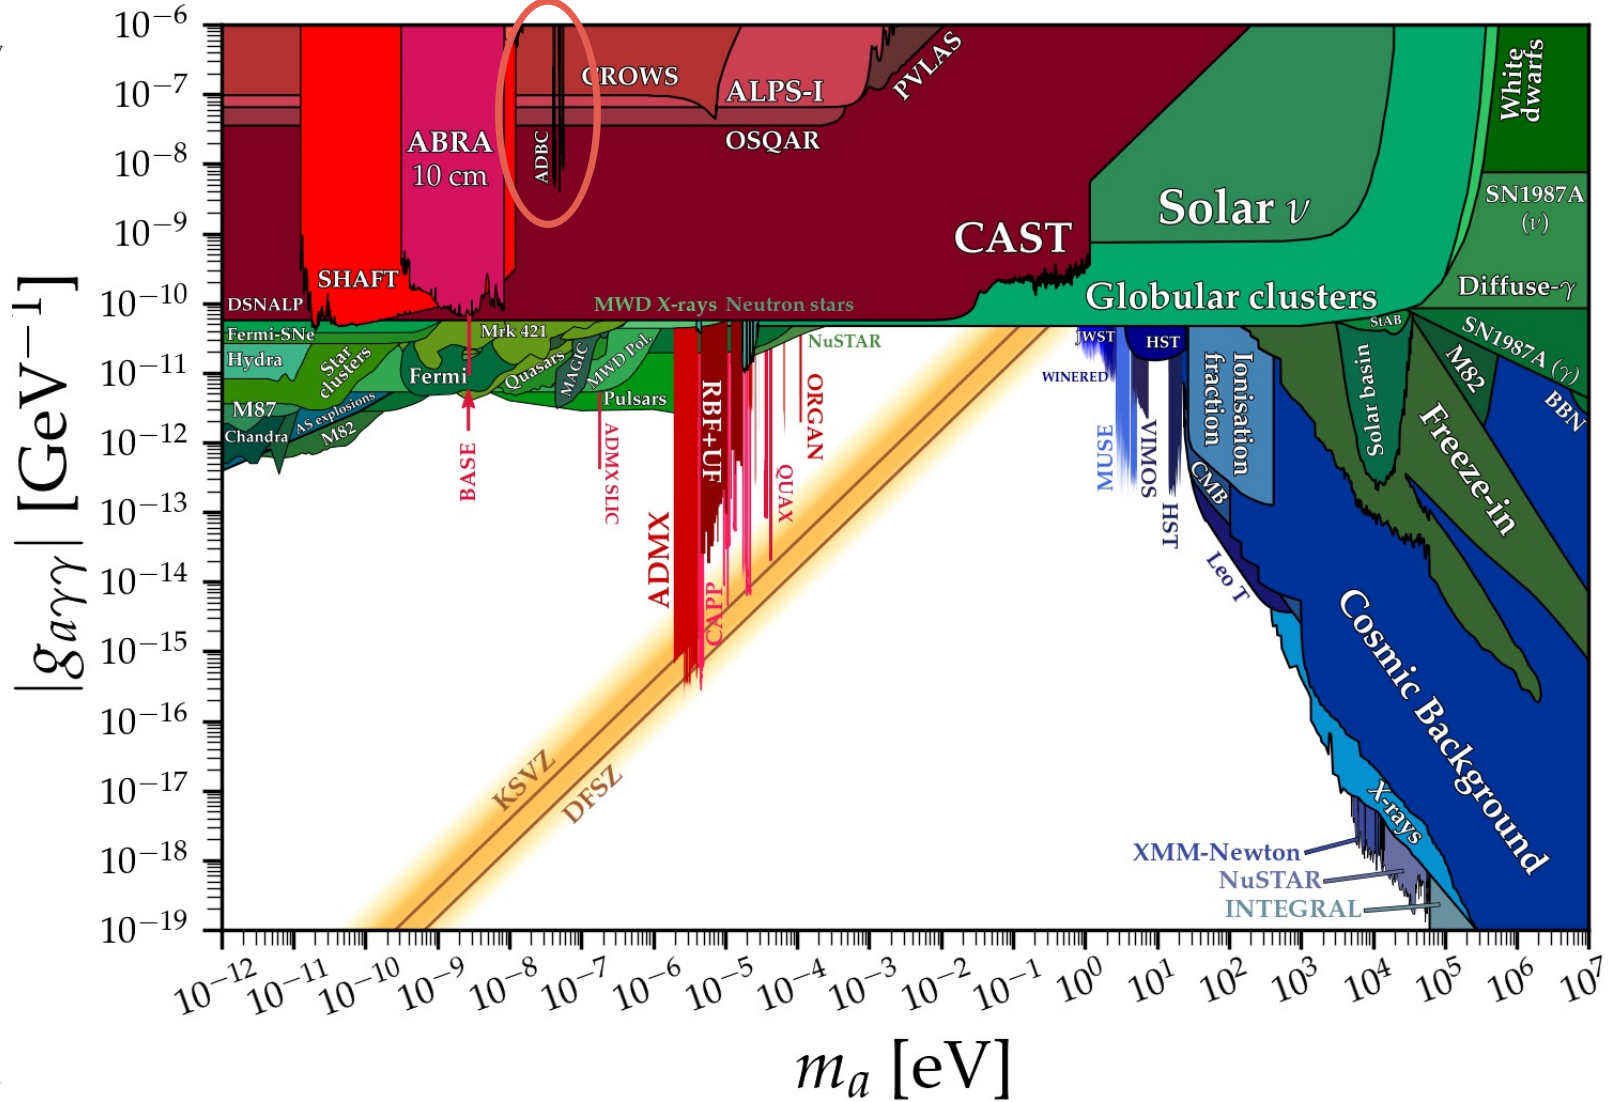 |g_{aγγ}| [GeV^{−1}]
10^{−6}
10^{−7}
10^{−8}
10^{−9}
10^{−10}
10^{−11}
10^{−12}
10^{−13}
10^{−14}
10^{−15}
10^{−16}
10^{−17}
10^{−18}
10^{−19}
CROWS
ALPS-I
PVLAS
OSQAR
ABRA
10 cm
ADBC
SHAFT
CAST
Solar ν
Globular clusters
White
dwarfs
SN1987A
(ν)
Diffuse-γ
SN1987A (γ)
DSNALP
MWD X-rays
Neutron stars
Fermi-SNe
Hydra
Star
clusters
Mrk 421
Fermi
Quasars
MAGIC
MWD Pol.
Pulsars
M87
AS explosions
Chandra
M82
BASE
ADMX SLIC
ADMX
RBF+UF
CAPP
QUAX
ORGAN
NuSTAR
KSVZ
DFSZ
JWST
HST
WINERED
MUSE
VIMOS
HST
Ionisation
fraction
CMB
Leo T
StAB
Solar basin
M82
BBN
Freeze-in
Cosmic Background
X-rays
XMM-Newton
NuSTAR
INTEGRAL
10^{−12}
10^{−11}
10^{−10}
10^{−9}
10^{−8}
10^{−7}
10^{−6}
10^{−5}
10^{−4}
10^{−3}
10^{−2}
10^{−1}
10^{0}
10^{1}
10^{2}
10^{3}
10^{4}
10^{5}
10^{6}
10^{7}
m_a [eV]